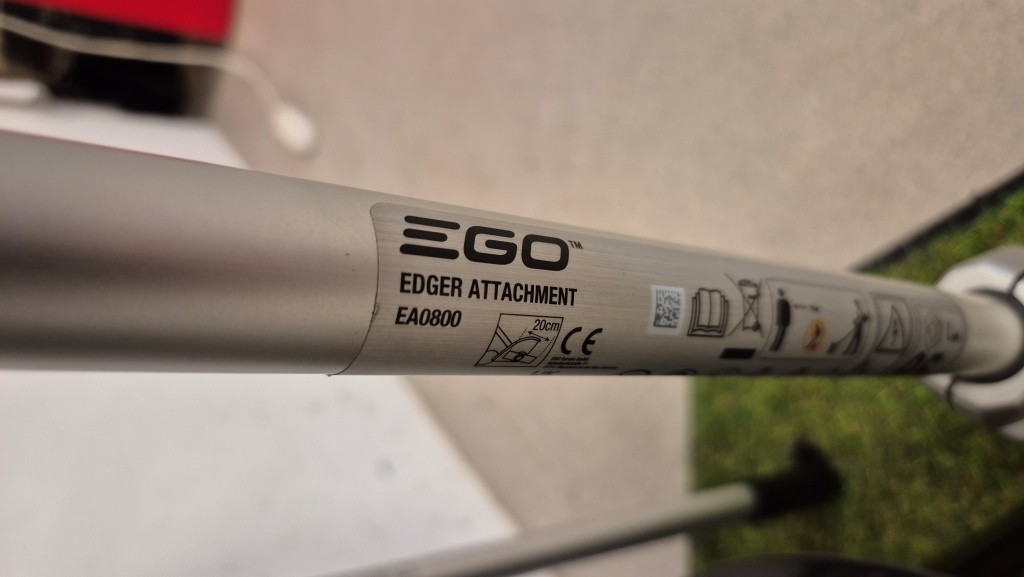 EGO™
EDGER ATTACHMENT
EA0800
20cm
CE